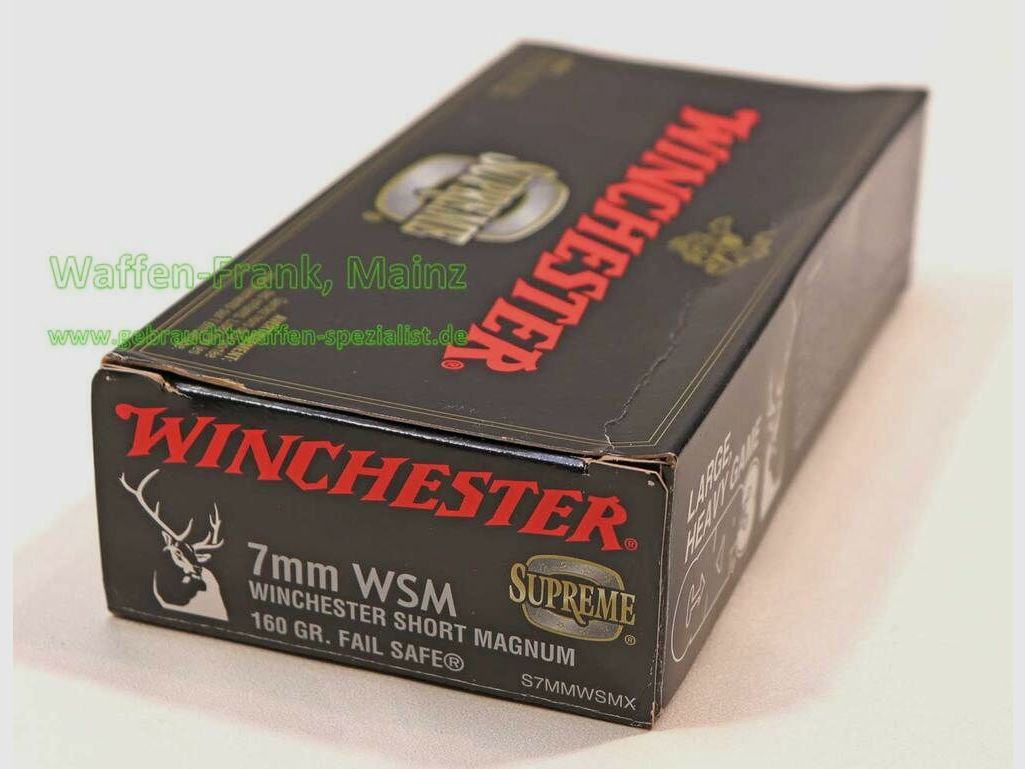 WINCHESTER®
SUPREME
Waffen-Frank, Mainz
www.gebrauchtwaffen-spezialist.de
WINCHESTER®
7mm WSM
WINCHESTER SHORT MAGNUM
160 GR. FAIL SAFE®
SUPREME®
S7MMWSMX
LARGE,
HEAVY GAME